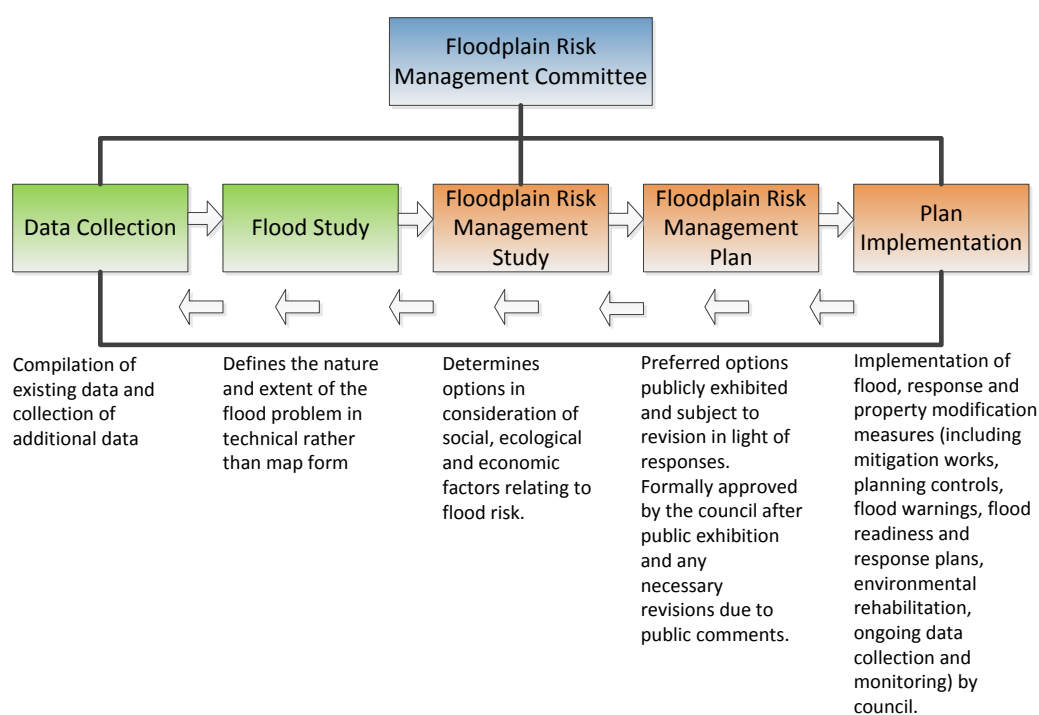 Floodplain Risk
Management Committee
Data Collection
Flood Study
Floodplain Risk
Management
Study
Floodplain Risk
Management
Plan
Plan
Implementation
Compilation of
existing data and
collection of
additional data
Defines the nature
and extent of the
flood problem in
technical rather
than map form
Determines
options in
consideration of
social, ecological
and economic
factors relating to
flood risk.
Preferred options
publicly exhibited
and subject to
revision in light of
responses.
Formally approved
by the council after
public exhibition
and any
necessary
revisions due to
public comments.
Implementation of
flood, response and
property modification
measures (including
mitigation works,
planning controls,
flood warnings, flood
readiness and
response plans,
environmental
rehabilitation,
ongoing data
collection and
monitoring) by
council.